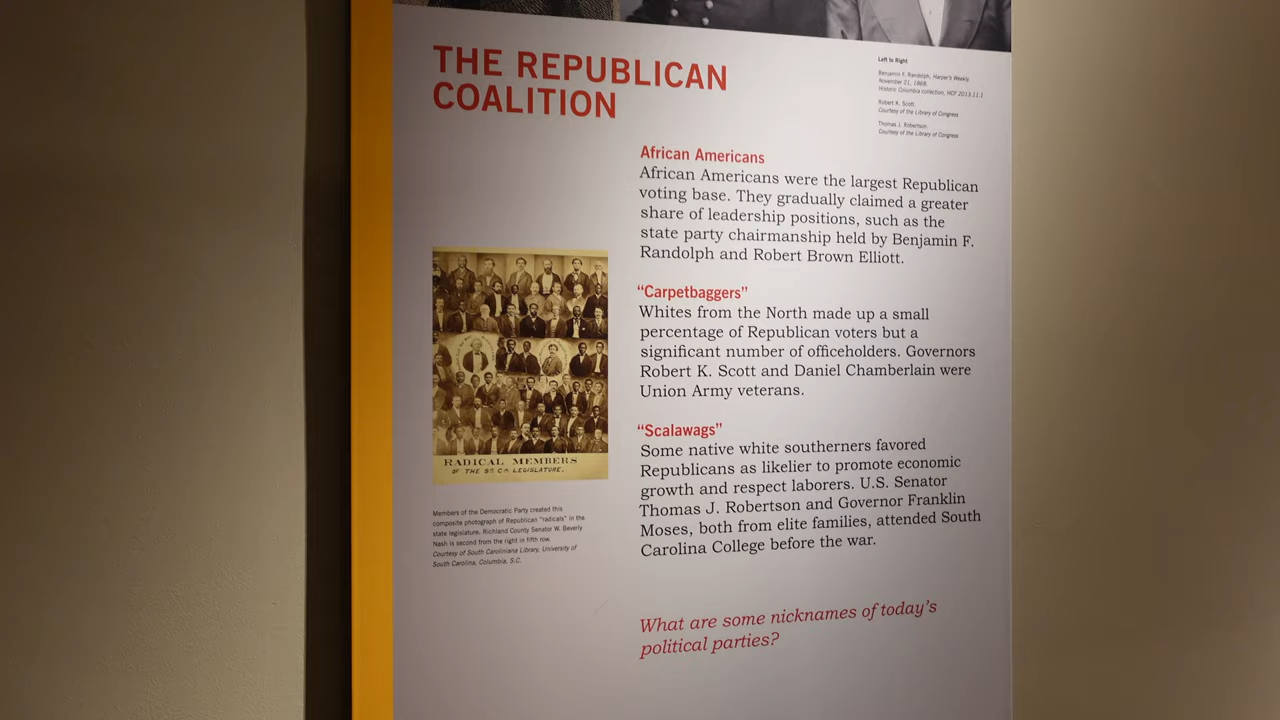 THE REPUBLICAN
COALITION
Left to Right
Benjamin F. Randolph, Harper's Weekly
November 21, 1868.
Historic Columbia collection, HCF 2013.11.1
Robert K. Scott.
Courtesy of the Library of Congress
Thomas J. Robertson.
Courtesy of the Library of Congress
African Americans
African Americans were the largest Republican
voting base. They gradually claimed a greater
share of leadership positions, such as the
state party chairmanship held by Benjamin F.
Randolph and Robert Brown Elliott.
"Carpetbaggers"
Whites from the North made up a small
percentage of Republican voters but a
significant number of officeholders. Governors
Robert K. Scott and Daniel Chamberlain were
Union Army veterans.
"Scalawags"
Some native white southerners favored
Republicans as likelier to promote economic
growth and respect laborers. U.S. Senator
Thomas J. Robertson and Governor Franklin
Moses, both from elite families, attended South
Carolina College before the war.
What are some nicknames of today's
political parties?
RADICAL MEMBERS
OF THE SO. CA. LEGISLATURE.
Members of the Democratic Party created this
composite photograph of Republican "radicals" in the
state legislature. Richland County Senator W. Beverly
Nash is second from the right in fifth row.
Courtesy of South Caroliniana Library, University of
South Carolina, Columbia, S.C.